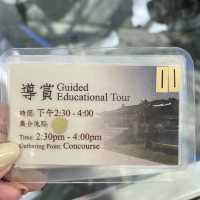 導賞 Guided
Educational Tour
11
時間: 下午2:30 - 4:00
集合地點:
Time: 2:30pm - 4:00pm
Gathering Point: Concourse